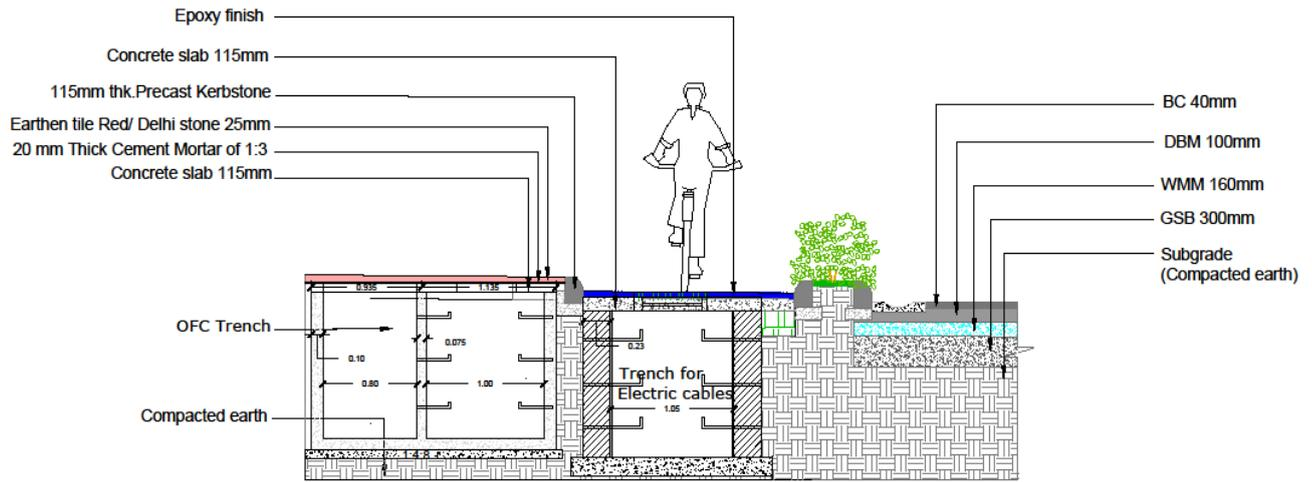 Epoxy finish
Concrete slab 115mm
115mm thk.Precast Kerbstone
Earthen tile Red/ Delhi stone 25mm
20 mm Thick Cement Mortar of 1:3
Concrete slab 115mm
BC 40mm
DBM 100mm
WMM 160mm
GSB 300mm
Subgrade
(Compacted earth)
0.935
1.135
OFC Trench
0.10
0.075
0.23
0.80
1.00
Trench for
Electric cables
1.05
Compacted earth
1:4:8